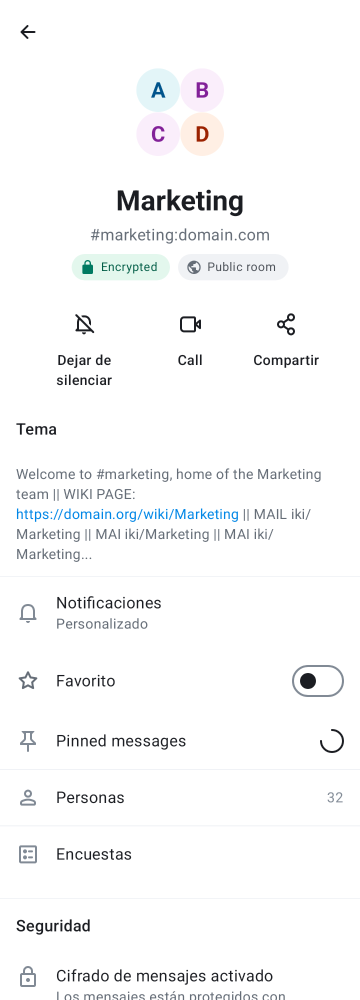 A
B
C
D
Marketing
#marketing:domain.com
Encrypted
Public room
Dejar de
silenciar
Call
Compartir
Tema
Welcome to #marketing, home of the Marketing
team || WIKI PAGE:
https://domain.org/wiki/Marketing || MAIL iki/
Marketing || MAI iki/Marketing || MAI iki/
Marketing...
Notificaciones
Personalizado
Favorito
Pinned messages
Personas
32
Encuestas
Seguridad
Cifrado de mensajes activado
Los mensajes están protegidos con